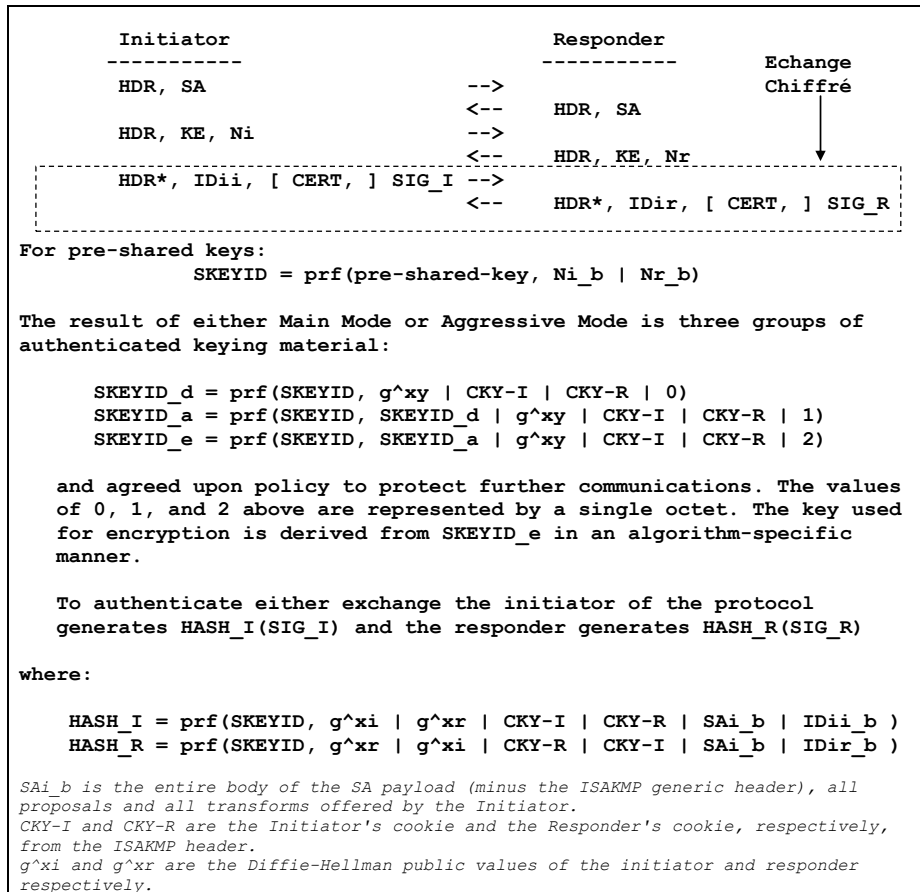 Initiator Responder
----------- ----------- Echange
HDR, SA --> Chiffré
<-- HDR, SA
HDR, KE, Ni -->
<-- HDR, KE, Nr
HDR*, IDii, [ CERT, ] SIG_I -->
<-- HDR*, IDir, [ CERT, ] SIG_R
For pre-shared keys:
SKEYID = prf(pre-shared-key, Ni_b | Nr_b)
The result of either Main Mode or Aggressive Mode is three groups of
authenticated keying material:
SKEYID_d = prf(SKEYID, g^xy | CKY-I | CKY-R | 0)
SKEYID_a = prf(SKEYID, SKEYID_d | g^xy | CKY-I | CKY-R | 1)
SKEYID_e = prf(SKEYID, SKEYID_a | g^xy | CKY-I | CKY-R | 2)
and agreed upon policy to protect further communications. The values
of 0, 1, and 2 above are represented by a single octet. The key used
for encryption is derived from SKEYID_e in an algorithm-specific
manner.
To authenticate either exchange the initiator of the protocol
generates HASH_I(SIG_I) and the responder generates HASH_R(SIG_R)
where:
HASH_I = prf(SKEYID, g^xi | g^xr | CKY-I | CKY-R | SAi_b | IDii_b )
HASH_R = prf(SKEYID, g^xr | g^xi | CKY-R | CKY-I | SAi_b | IDir_b )
SAi_b is the entire body of the SA payload (minus the ISAKMP generic header), all
proposals and all transforms offered by the Initiator.
CKY-I and CKY-R are the Initiator's cookie and the Responder's cookie, respectively,
from the ISAKMP header.
g^xi and g^xr are the Diffie-Hellman public values of the initiator and responder
respectively.